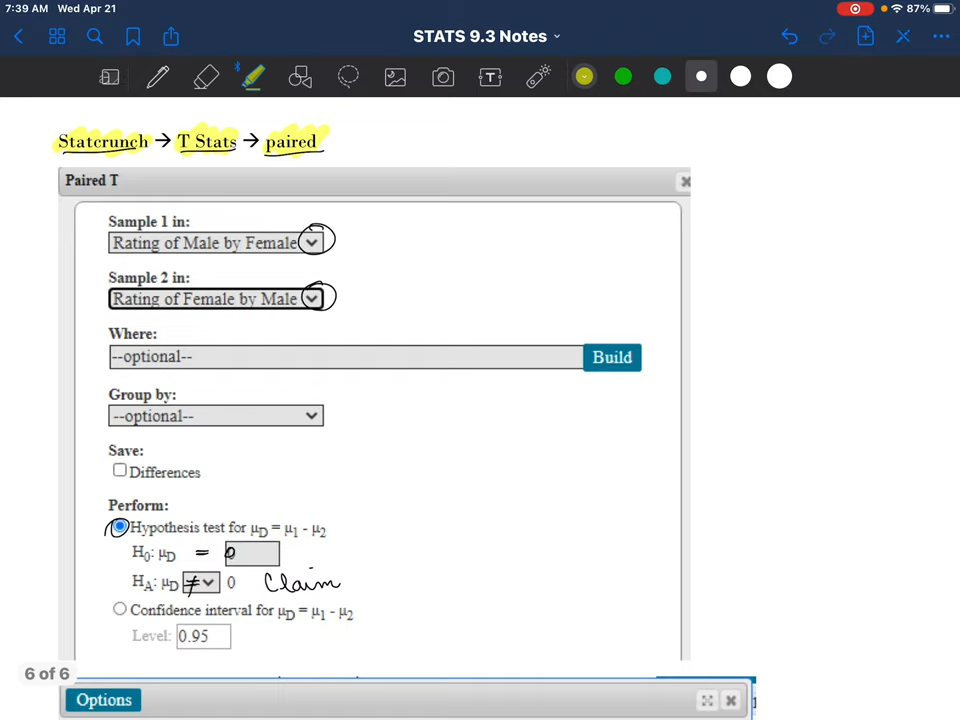 7:39 AM Wed Apr 21 87%
STATS 9.3 Notes
T
Statcrunch → T Stats → paired
Paired T
Sample 1 in:
Rating of Male by Female
Sample 2 in:
Rating of Female by Male
Where:
--optional-- Build
Group by:
--optional--
Save:
Differences
Perform:
Hypothesis test for μD = μ1 - μ2
H0: μD = 0
HA: μD ≠ 0 Claim
Confidence interval for μD = μ1 - μ2
Level: 0.95
6 of 6
Options